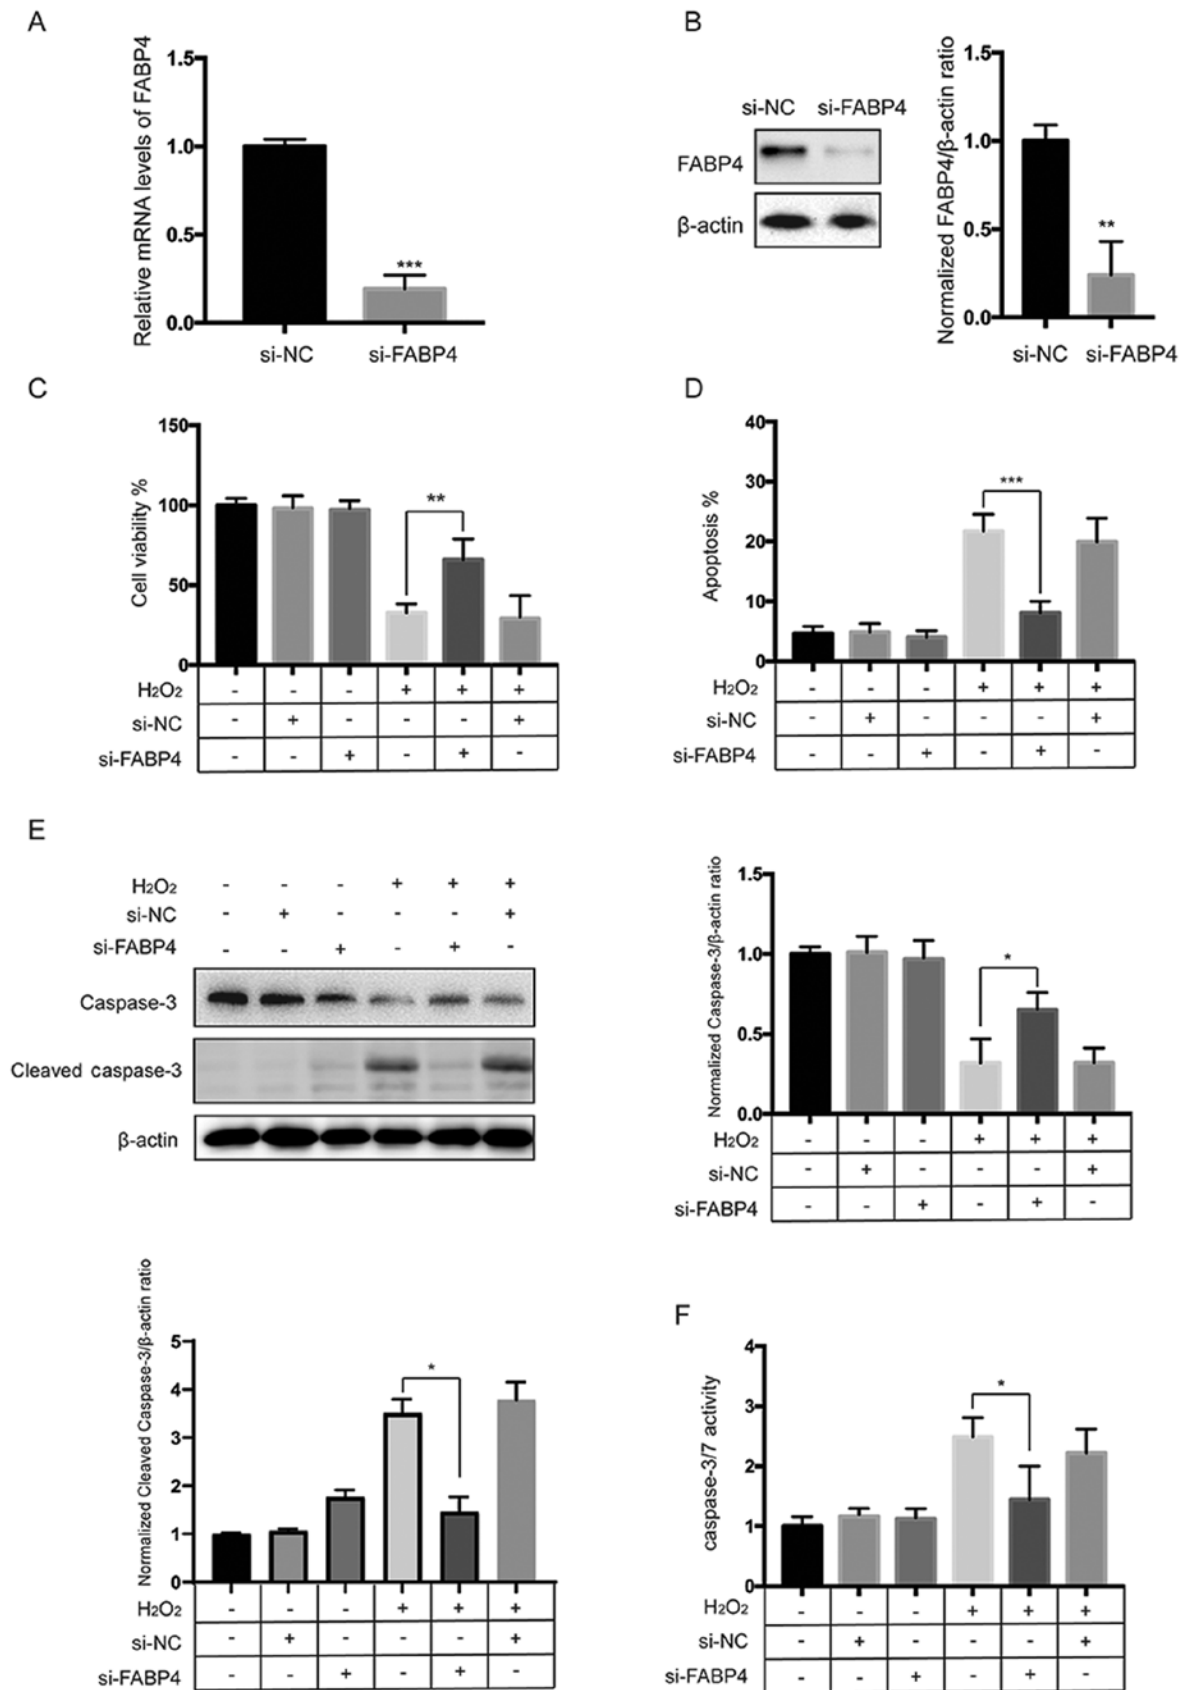 A
Relative mRNA levels of FABP4
1.5
1.0
0.5
0.0
***
si-NC si-FABP4
B
si-NC si-FABP4
FABP4
β-actin
Normalized FABP4/β-actin ratio
1.5
1.0
0.5
0.0
**
si-NC si-FABP4
C
Cell viability %
150
100
50
0
**
H2O2 - - - + + +
si-NC - + - - - +
si-FABP4 - - + - + -
D
Apoptosis %
40
30
20
10
0
***
H2O2 - - - + + +
si-NC - + - - - +
si-FABP4 - - + - + -
E
H2O2 - - - + + +
si-NC - + - - - +
si-FABP4 - - + - + -
Caspase-3
Cleaved caspase-3
β-actin
Normalized Caspase-3/β-actin ratio
1.5
1.0
0.5
0.0
*
H2O2 - - - + + +
si-NC - + - - - +
si-FABP4 - - + - + -
Normalized Cleaved Caspase-3/β-actin ratio
5
4
3
2
1
0
*
H2O2 - - - + + +
si-NC - + - - - +
si-FABP4 - - + - + -
F
caspase-3/7 activity
4
3
2
1
0
*
H2O2 - - - + + +
si-NC - + - - - +
si-FABP4 - - + - + -